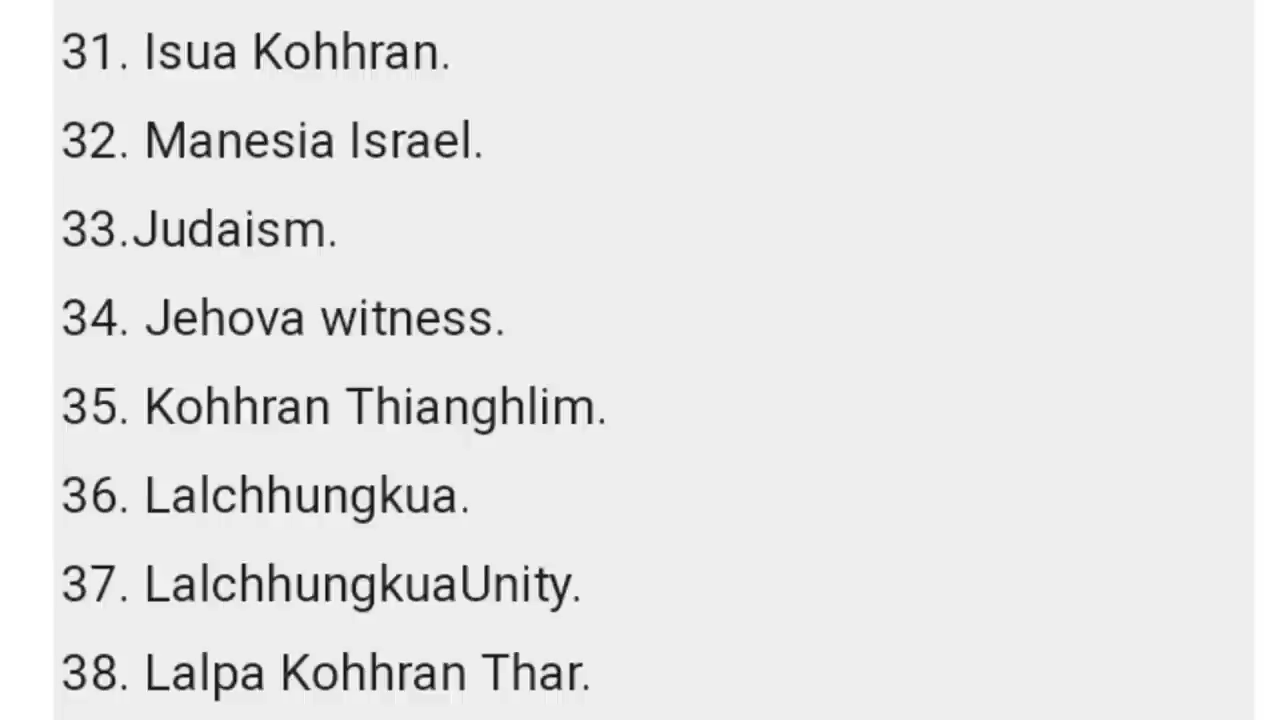 31. Isua Kohhran.
32. Manesia Israel.
33.Judaism.
34. Jehova witness.
35. Kohhran Thianghlim.
36. Lalchhungkua.
37. LalchhungkuaUnity.
38. Lalpa Kohhran Thar.